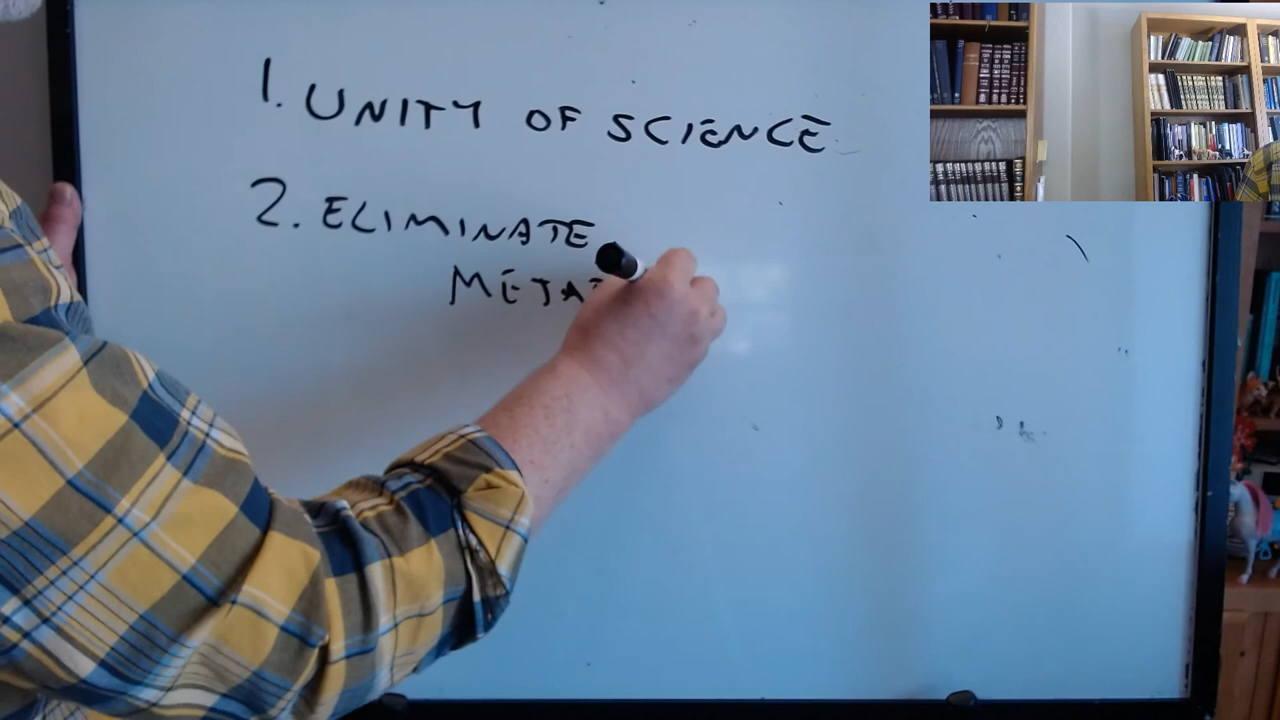 1. UNITY OF SCIENCE
2. ELIMINATE
META